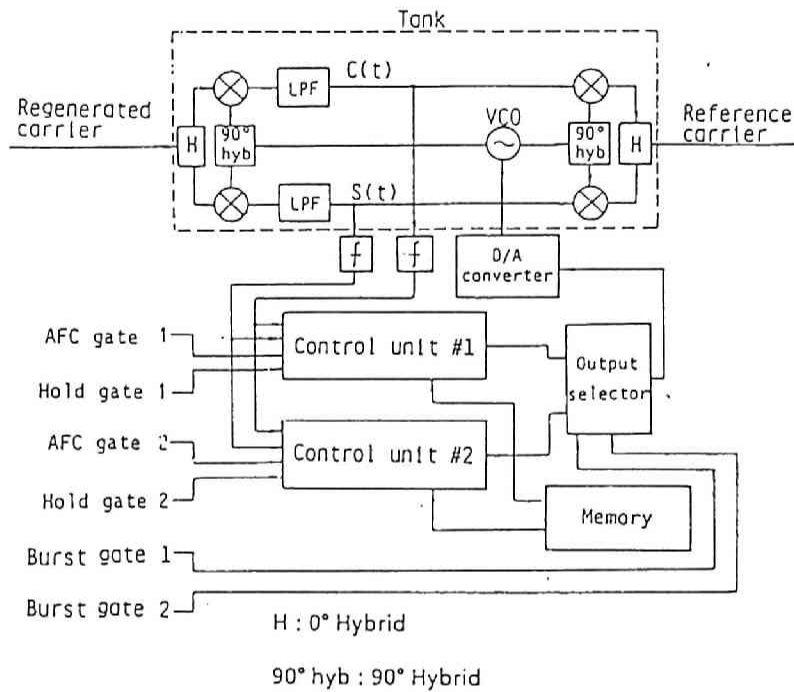 Tank
C(t)
LPF
VCO
Regenerated
carrier
Reference
carrier
H
90°
hyb
~
90°
hyb
H
S(t)
LPF
f
f
D/A
converter
AFC gate 1
Control unit #1
Output
selector
Hold gate 1
AFC gate 2
Control unit #2
Hold gate 2
Memory
Burst gate 1
Burst gate 2
H : 0° Hybrid
90° hyb : 90° Hybrid